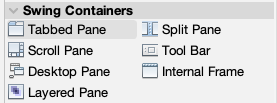 Swing Containers
Tabbed Pane Split Pane
Scroll Pane Tool Bar
Desktop Pane Internal Frame
Layered Pane